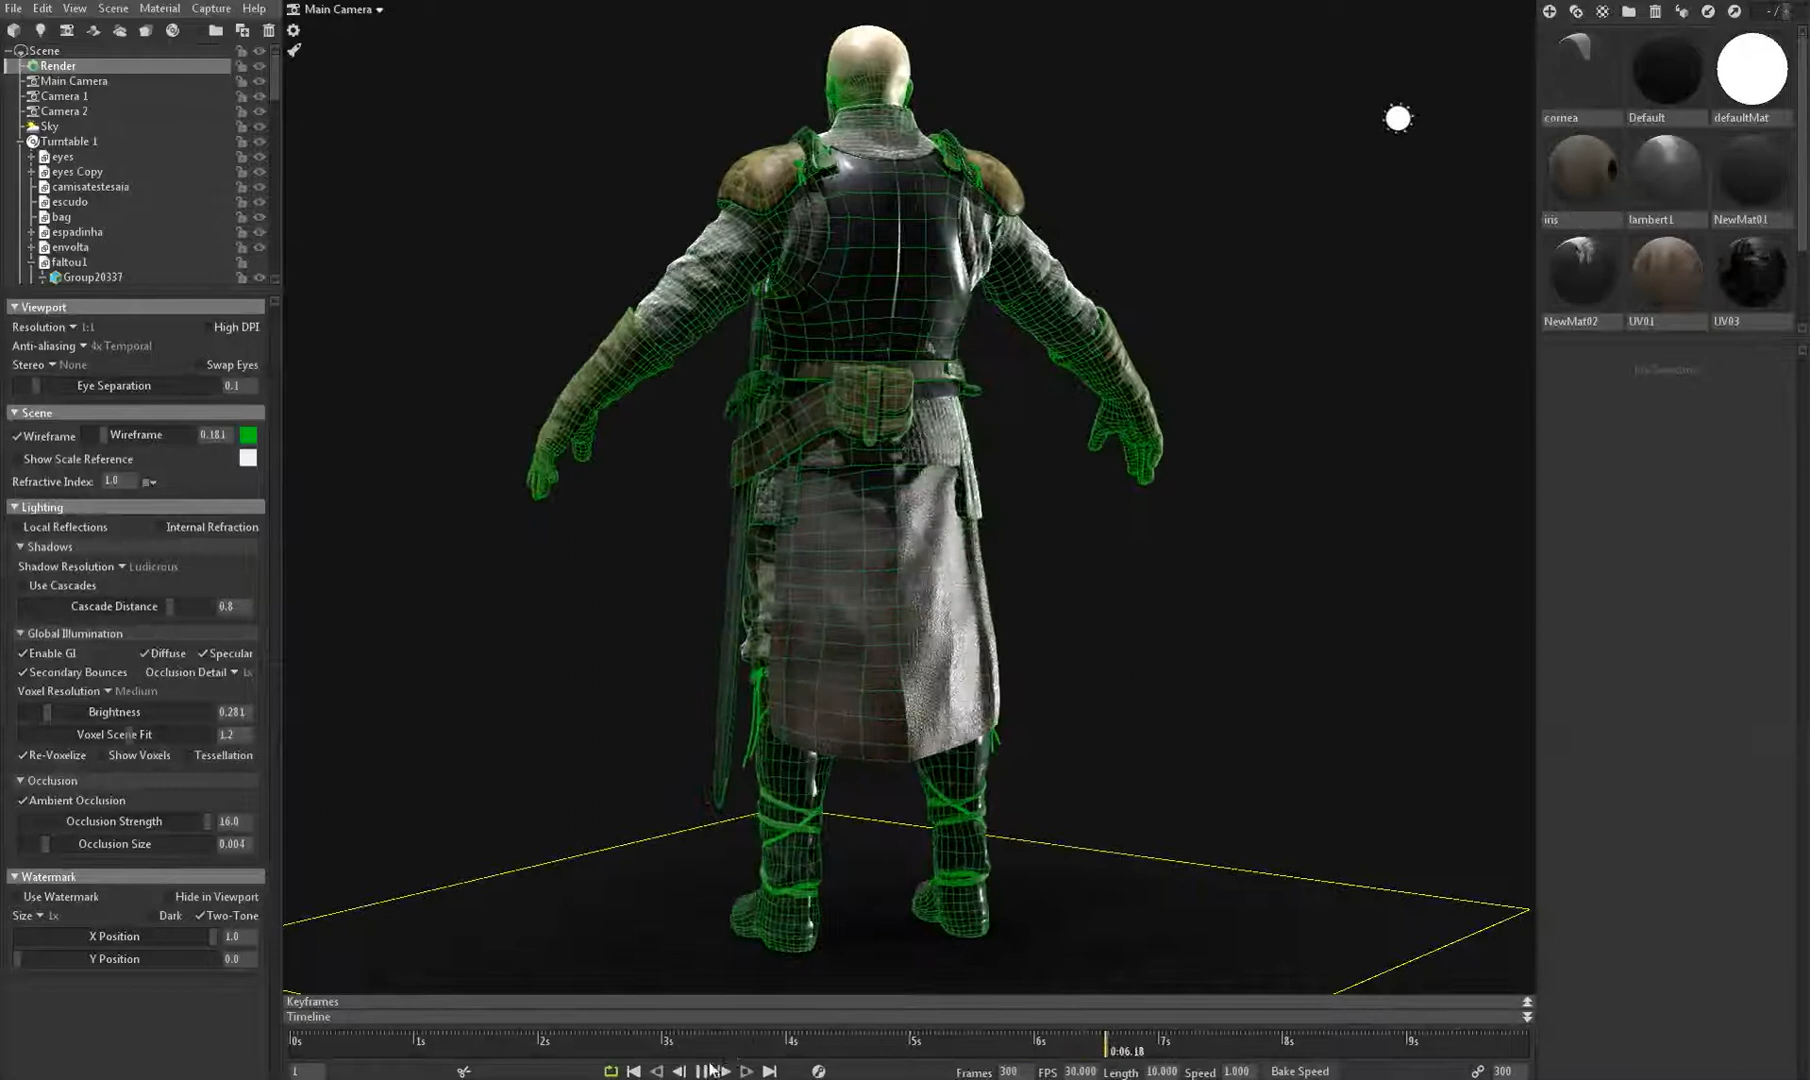 File Edit View Scene Material Capture Help
Main Camera
Scene
Render
Main Camera
Camera 1
Camera 2
Sky
Turntable 1
eyes
eyes Copy
camisatestesaia
escudo
bag
espadinha
envolta
faltou1
Group20337
Viewport
Resolution 1:1 High DPI
Anti-aliasing 4x Temporal
Stereo None Swap Eyes
Eye Separation 0.1
Scene
Wireframe Wireframe 0.181
Show Scale Reference
Refractive Index: 1.0
Lighting
Local Reflections Internal Refraction
Shadows
Shadow Resolution Ludicrous
Use Cascades
Cascade Distance 0.8
Global Illumination
Enable GI Diffuse Specular
Secondary Bounces Occlusion Detail 1x
Voxel Resolution Medium
Brightness 0.281
Voxel Scene Fit 1.2
Re-Voxelize Show Voxels Tessellation
Occlusion
Ambient Occlusion
Occlusion Strength 16.0
Occlusion Size 0.004
Watermark
Use Watermark Hide in Viewport
Size 1x Dark Two-Tone
X Position 1.0
Y Position 0.0
cornea Default defaultMat
iris lambert1 NewMat01
NewMat02 UV01 UV03
Keyframes
Timeline
0s 1s 2s 3s 4s 5s 7s 8s 9s
0:06.18
1 Frames 300 FPS 30.000 Length 10.000 Speed 1.000 Bake Speed 300